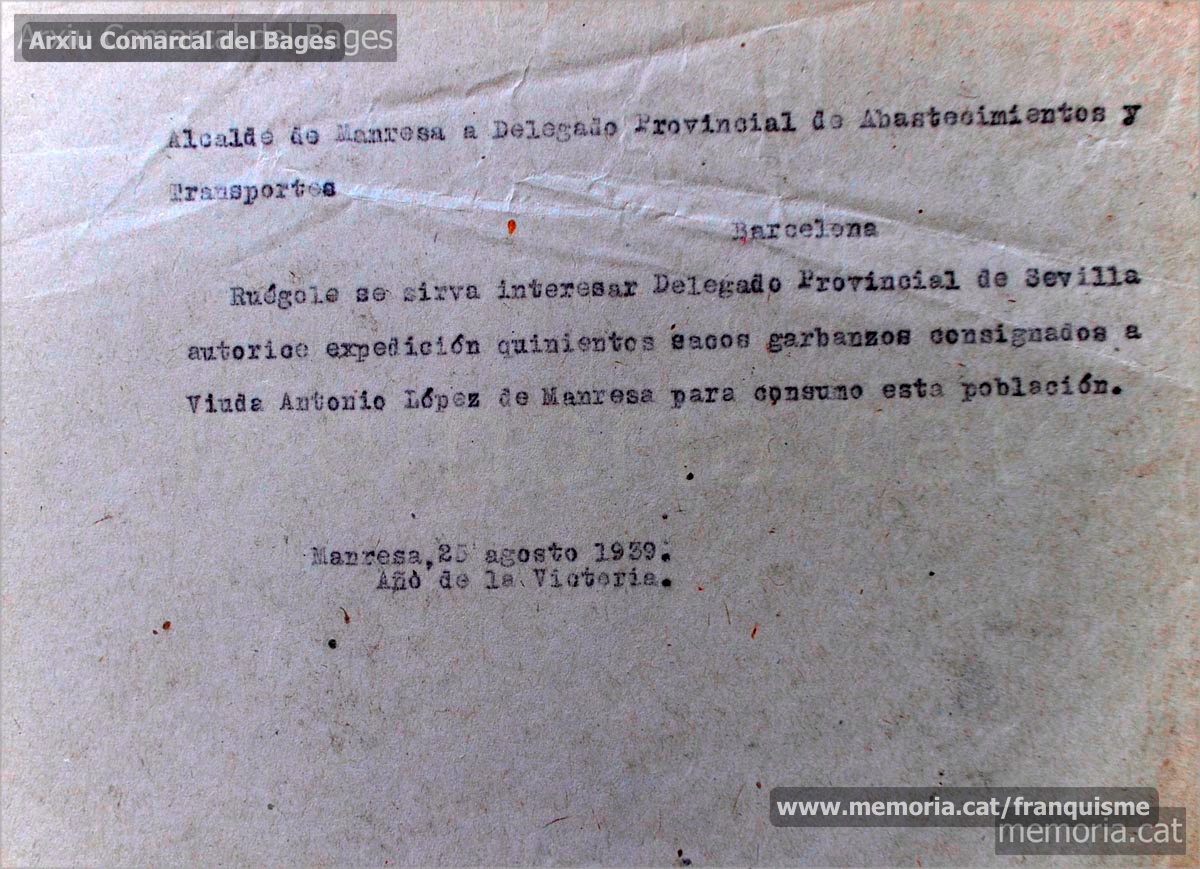 Arxiu Comarcal del Bages
Alcalde de Manresa a Delegado Provincial de Abastecimientos y
Transportes
Barcelona
Ruégole se sirva interesar Delegado Provincial de Sevilla
autorice expedición quinientos sacos garbanzos consignados a
Viuda Antonio López de Manresa para consumo esta población.
Manresa, 25 agosto 1939.
Año de la Victoria.
www.memoria.cat/franquisme
memoria.cat